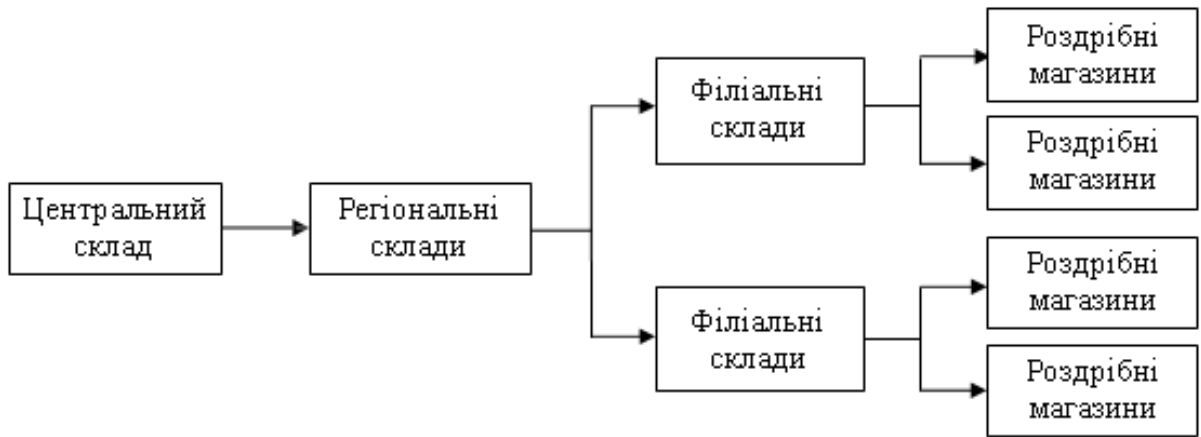 Центральний
склад
Регіональні
склади
Філіальні
склади
Філіальні
склади
Роздрібні
магазини
Роздрібні
магазини
Роздрібні
магазини
Роздрібні
магазини